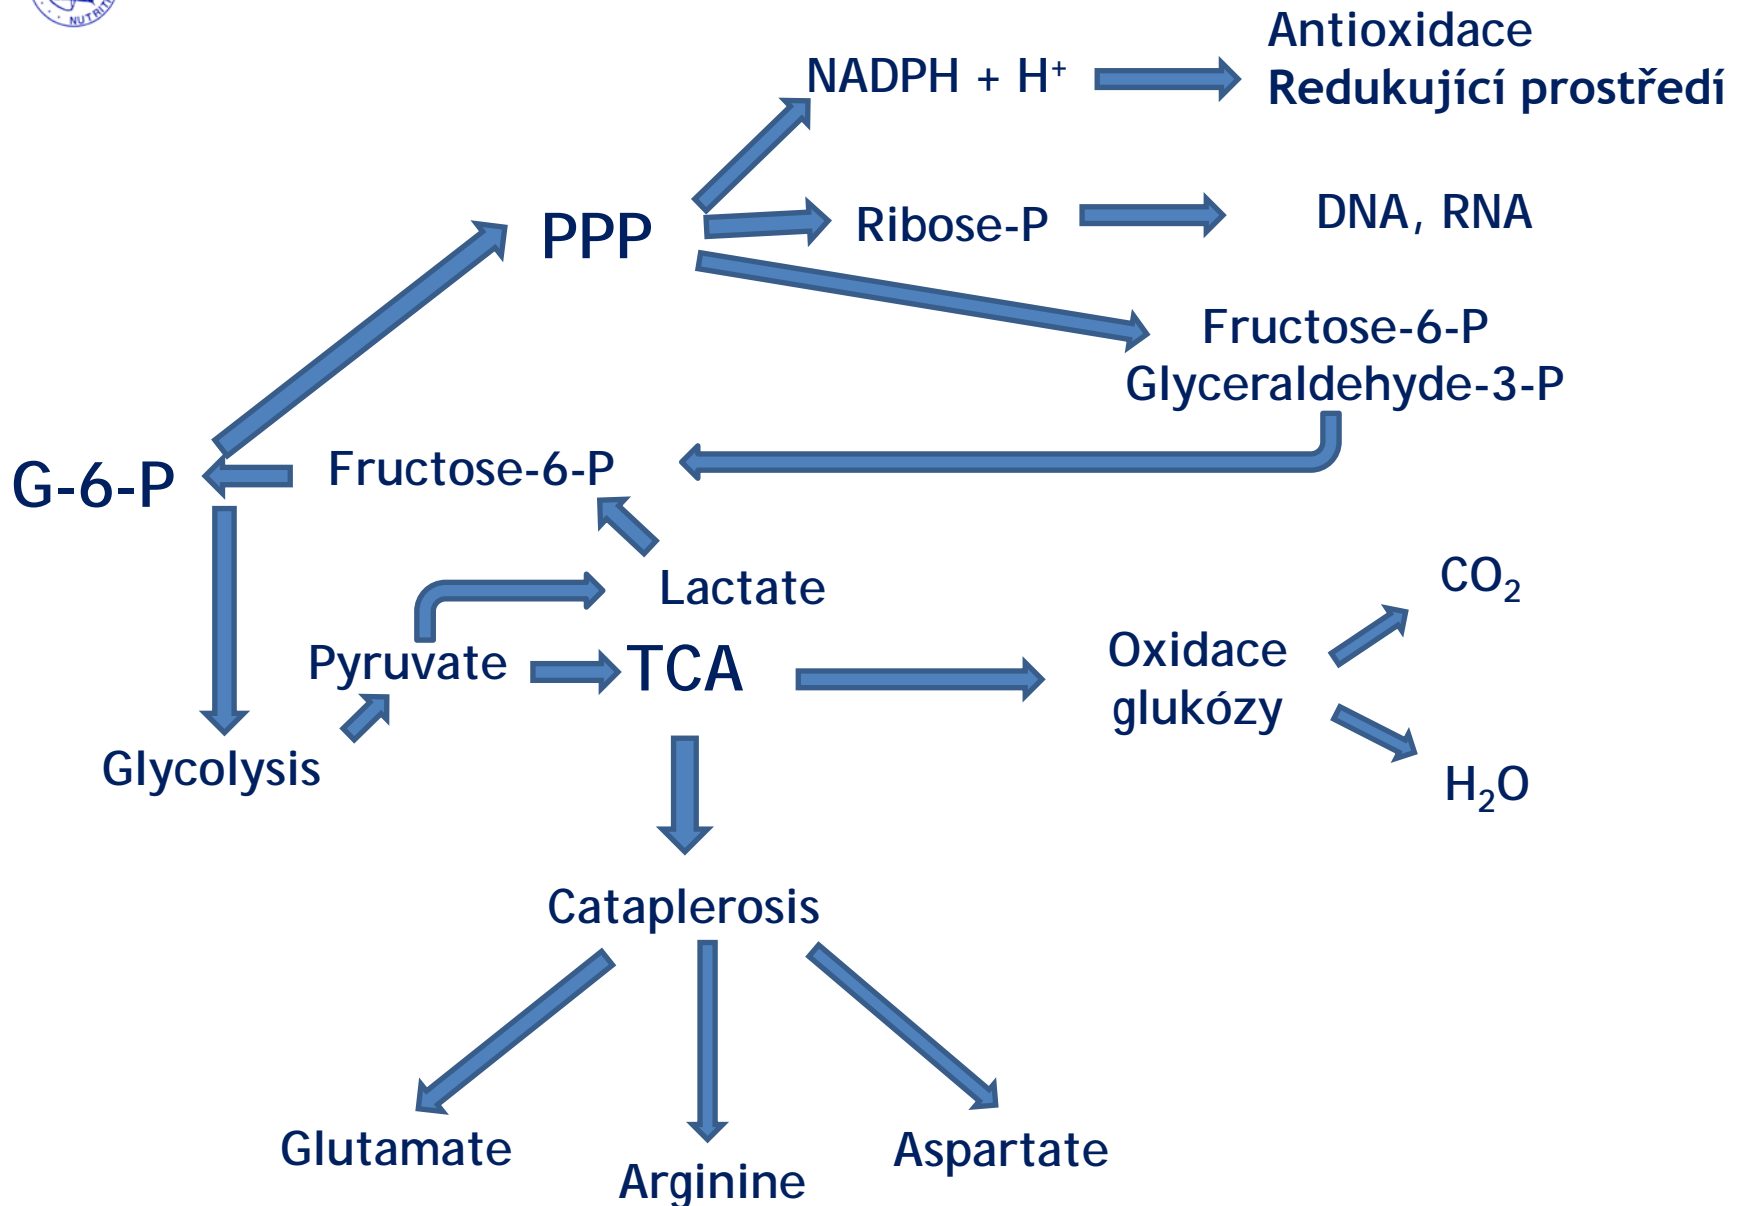 NUTRITI
Antioxidace
NADPH + H⁺
Redukující prostředí
PPP
Ribose-P
DNA, RNA
Fructose-6-P
Glyceraldehyde-3-P
G-6-P
Fructose-6-P
Lactate
CO₂
Pyruvate
TCA
Oxidace
glukózy
Glycolysis
H₂O
Cataplerosis
Glutamate
Arginine
Aspartate